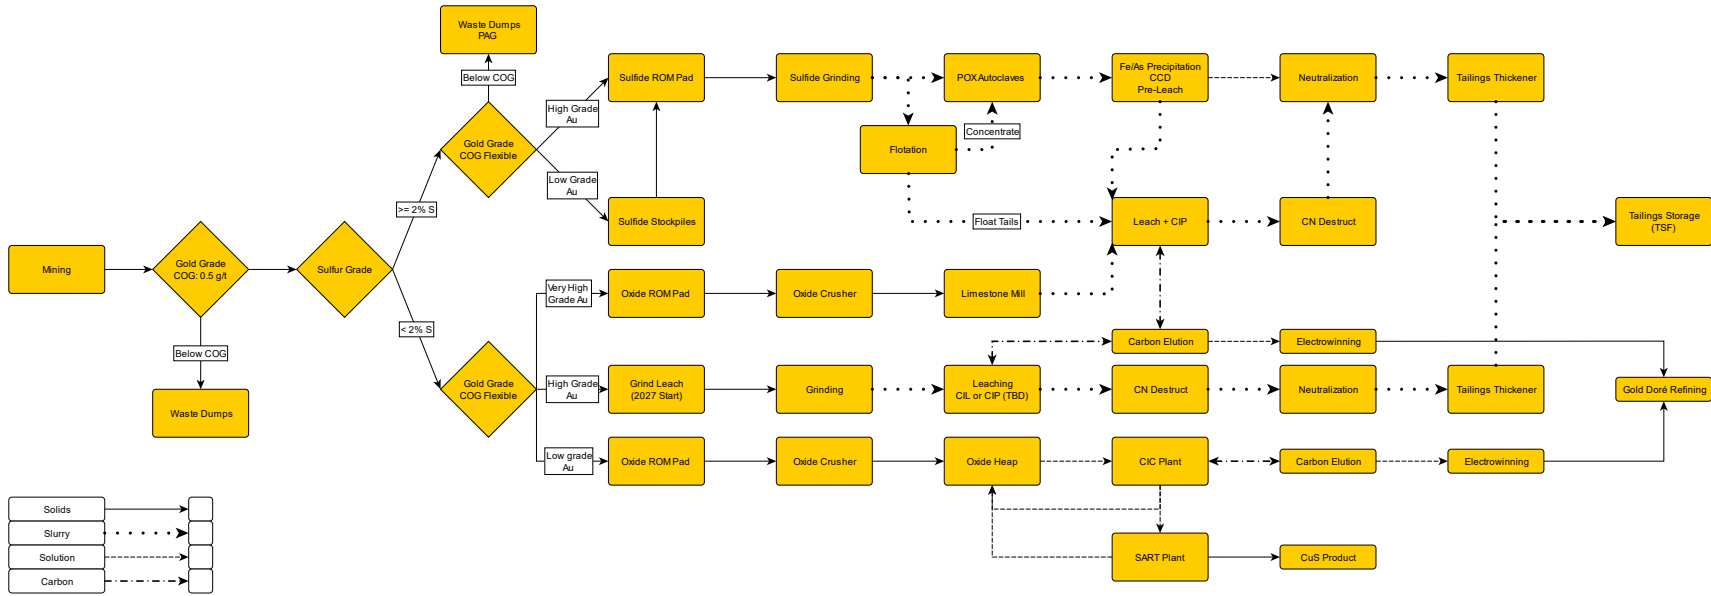 Waste Dumps
PAG
Below COG
Gold Grade
COG Flexible
High Grade
Au
Low Grade
Au
>= 2% S
Sulfide ROM Pad
Sulfide Grinding
POX Autoclaves
Fe/As Precipitation
CCD
Pre-Leach
Neutralization
Tailings Thickener
Flotation
Concentrate
Sulfide Stockpiles
Float Tails
Leach + CIP
CN Destruct
Tailings Storage
(TSF)
Mining
Gold Grade
COG: 0.5 g/t
Sulfur Grade
Below COG
Waste Dumps
< 2% S
Very High
Grade Au
Oxide ROM Pad
Oxide Crusher
Limestone Mill
Carbon Elution
Electrowinning
Gold Grade
COG Flexible
High Grade
Au
Grind Leach
(2027 Start)
Grinding
Leaching
CIL or CIP (TBD)
CN Destruct
Neutralization
Tailings Thickener
Gold Doré Refining
Low grade
Au
Oxide ROM Pad
Oxide Crusher
Oxide Heap
CIC Plant
Carbon Elution
Electrowinning
SART Plant
CuS Product
Solids
Slurry
Solution
Carbon